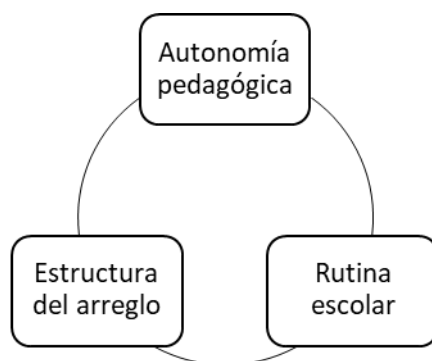 Autonomía
pedagógica
Estructura
del arreglo
Rutina
escolar